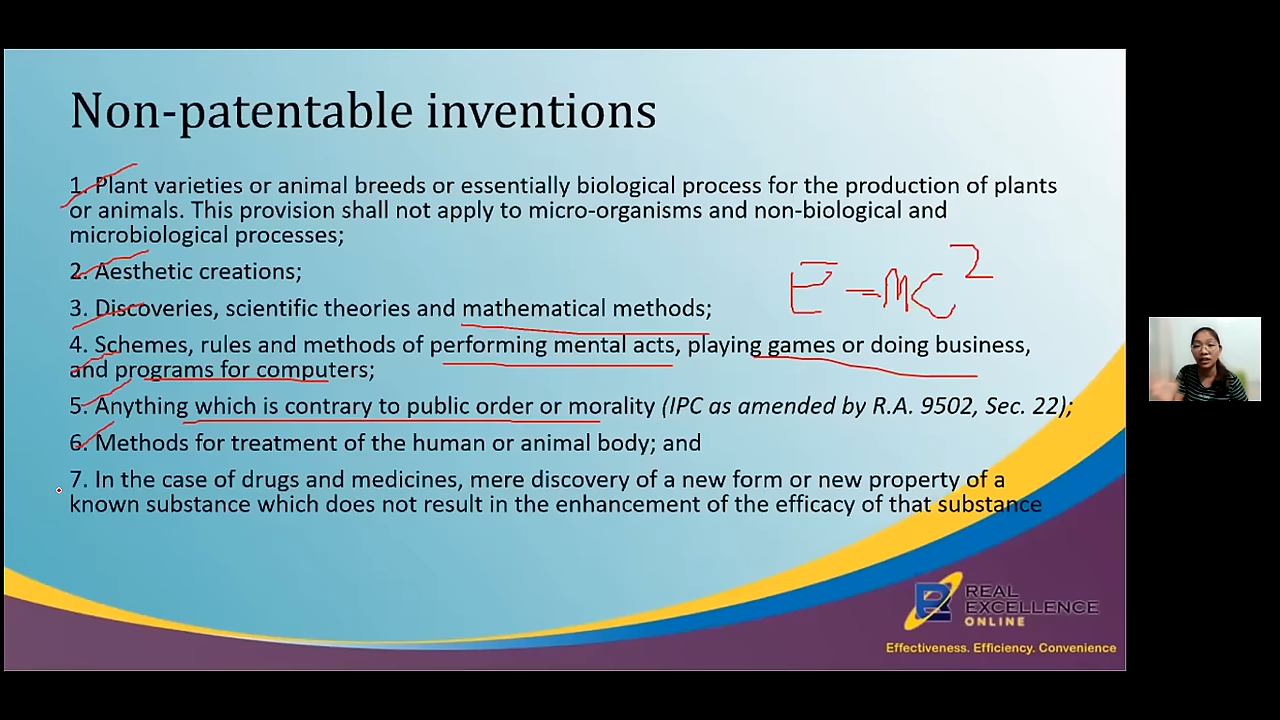 Non-patentable inventions
1. Plant varieties or animal breeds or essentially biological process for the production of plants
or animals. This provision shall not apply to micro-organisms and non-biological and
microbiological processes;
2. Aesthetic creations;
3. Discoveries, scientific theories and mathematical methods;
E=MC²
4. Schemes, rules and methods of performing mental acts, playing games or doing business,
and programs for computers;
5. Anything which is contrary to public order or morality (IPC as amended by R.A. 9502, Sec. 22);
6. Methods for treatment of the human or animal body; and
7. In the case of drugs and medicines, mere discovery of a new form or new property of a
known substance which does not result in the enhancement of the efficacy of that substance
REAL
EXCELLENCE
ONLINE
Effectiveness. Efficiency. Convenience